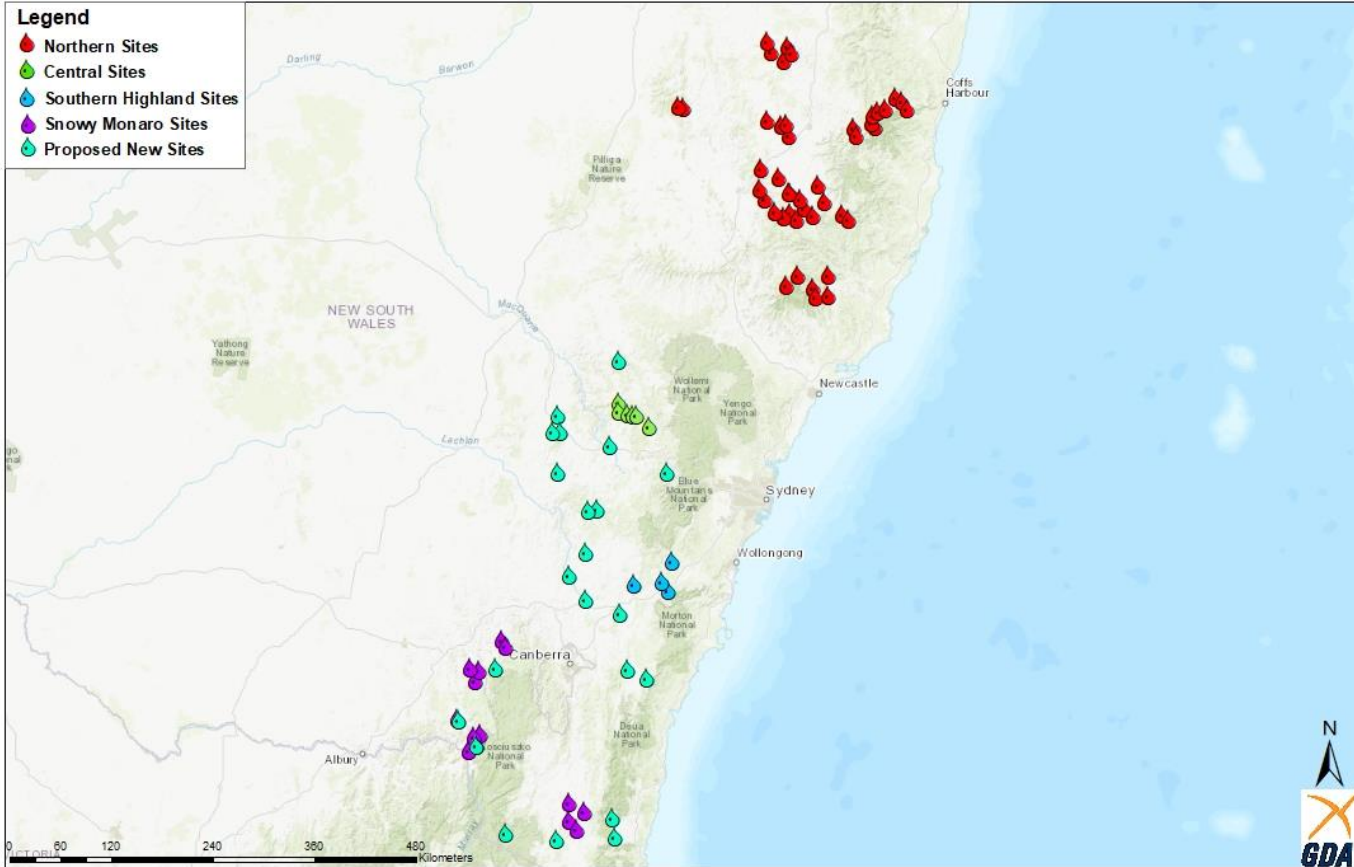 Legend
Northern Sites
Central Sites
Southern Highland Sites
Snowy Monaro Sites
Proposed New Sites
Darling
Barwon
Coffs
Harbour
Pilliga
Nature
Reserve
NEW SOUTH
WALES
Macquarie
Yathong
Nature
Reserve
Wollemi
National
Park
Yengo
National
Park
Newcastle
Lachlan
go
nal
k
Blue
Mountains
National
Park
Sydney
Wollongong
Morton
National
Park
Canberra
Deua
National
Park
Albury
Kosciuszko
National
Park
VICTORIA
0 60 120 240 360 480
Kilometers
N
GDA